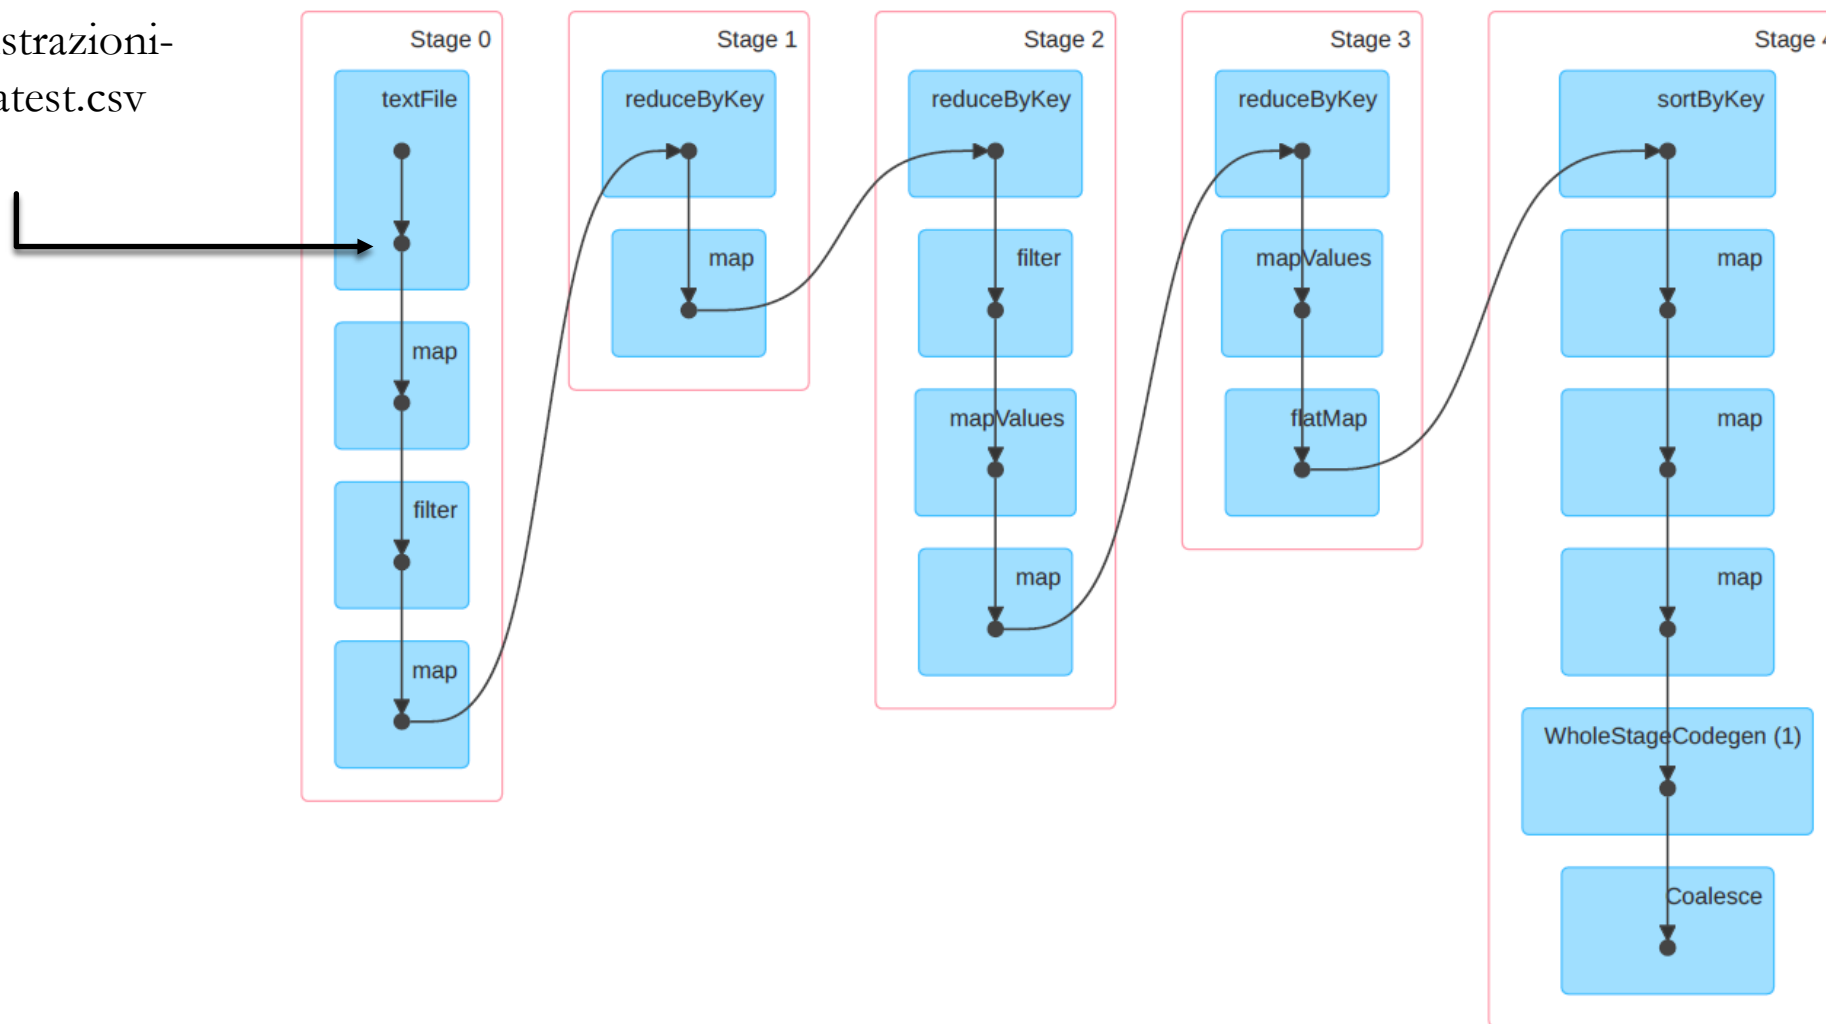 strazioni-
atest.csv
Stage 0
textFile
map
filter
map
Stage 1
reduceByKey
map
Stage 2
reduceByKey
filter
mapValues
map
Stage 3
reduceByKey
mapValues
flatMap
Stage 4
sortByKey
map
map
map
WholeStageCodegen (1)
Coalesce